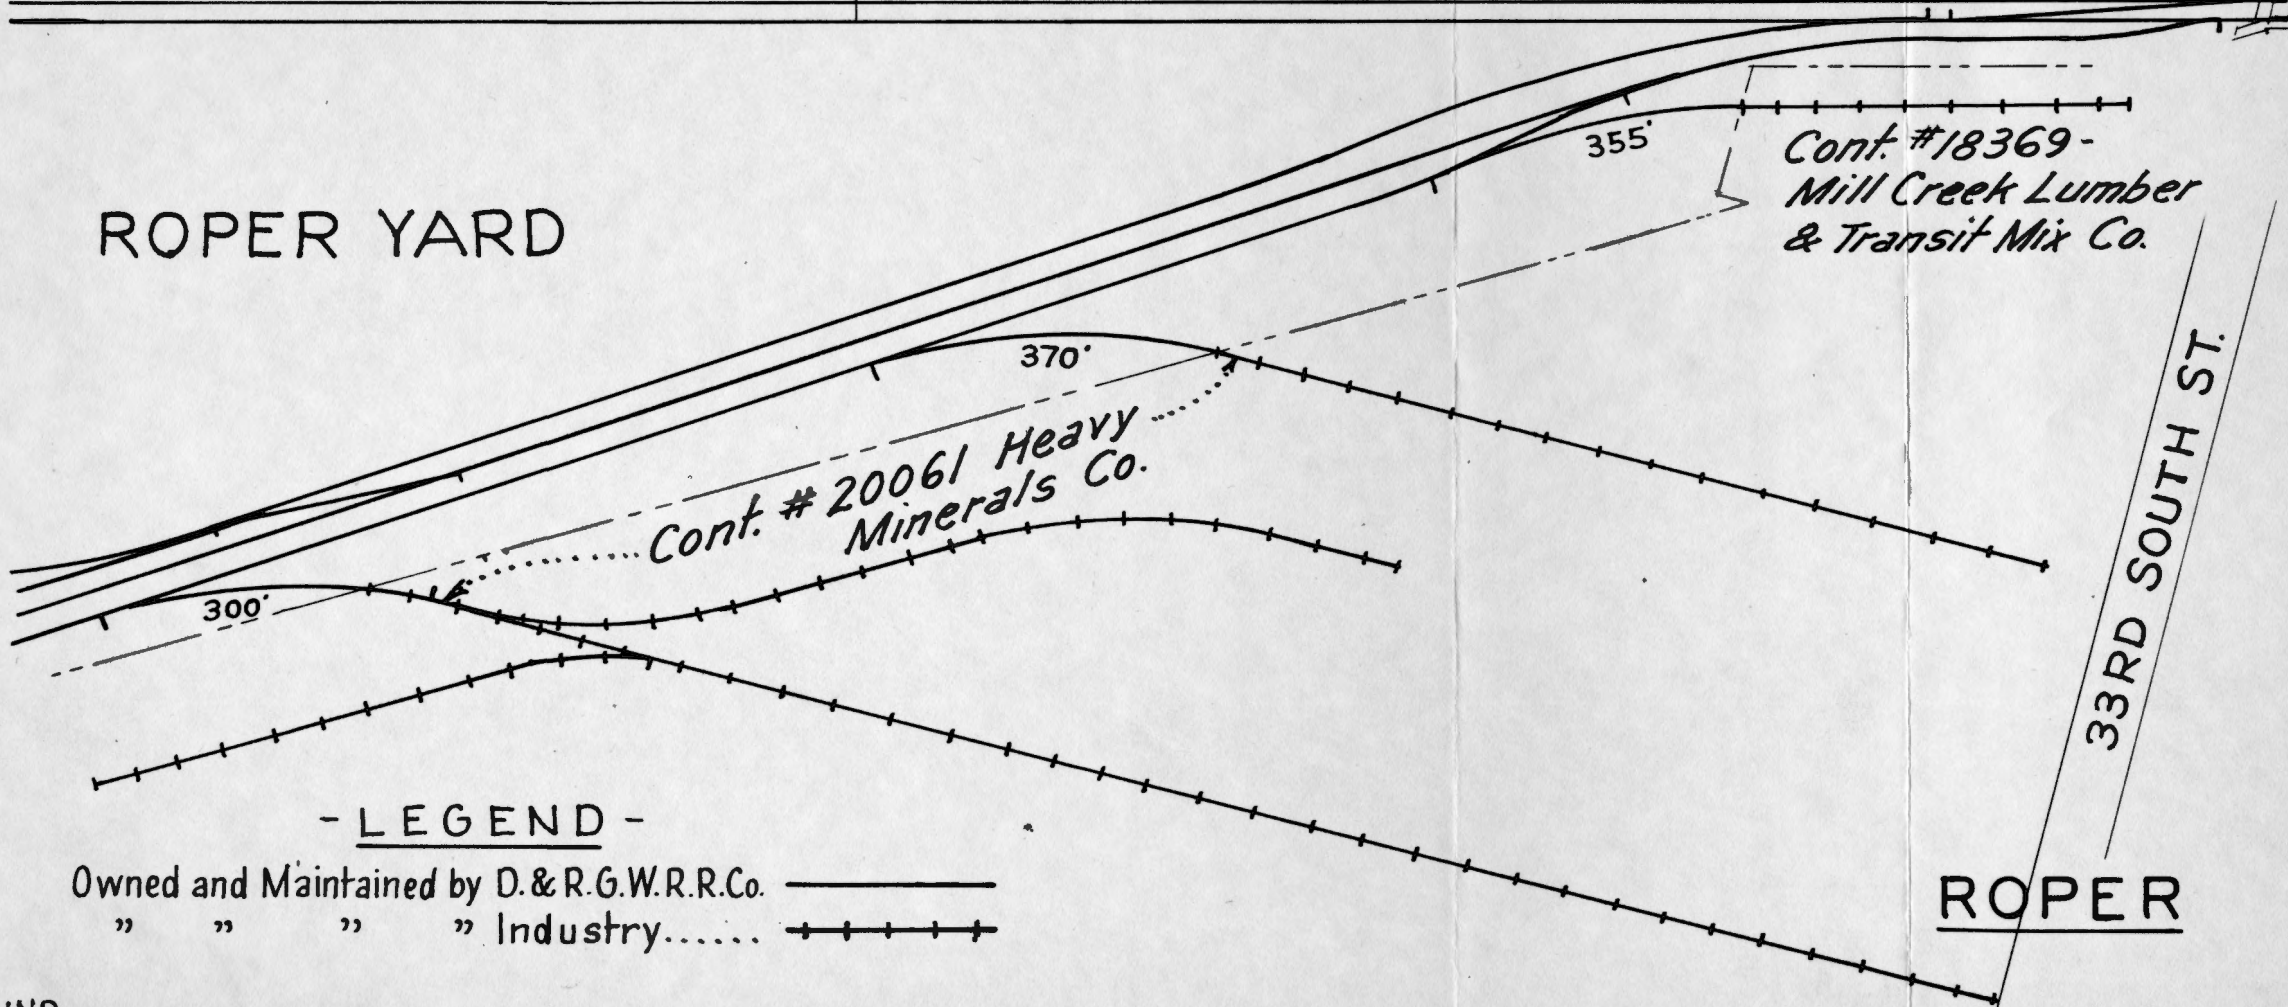 355'
Cont. #18369-
Mill Creek Lumber
& Transit Mix Co.
ROPER YARD
370'
Cont. # 20061 Heavy
Minerals Co.
300'
33RD SOUTH ST.
- LEGEND -
Owned and Maintained by D.&R.G.W.R.R.Co.
" " " " Industry......
ROPER